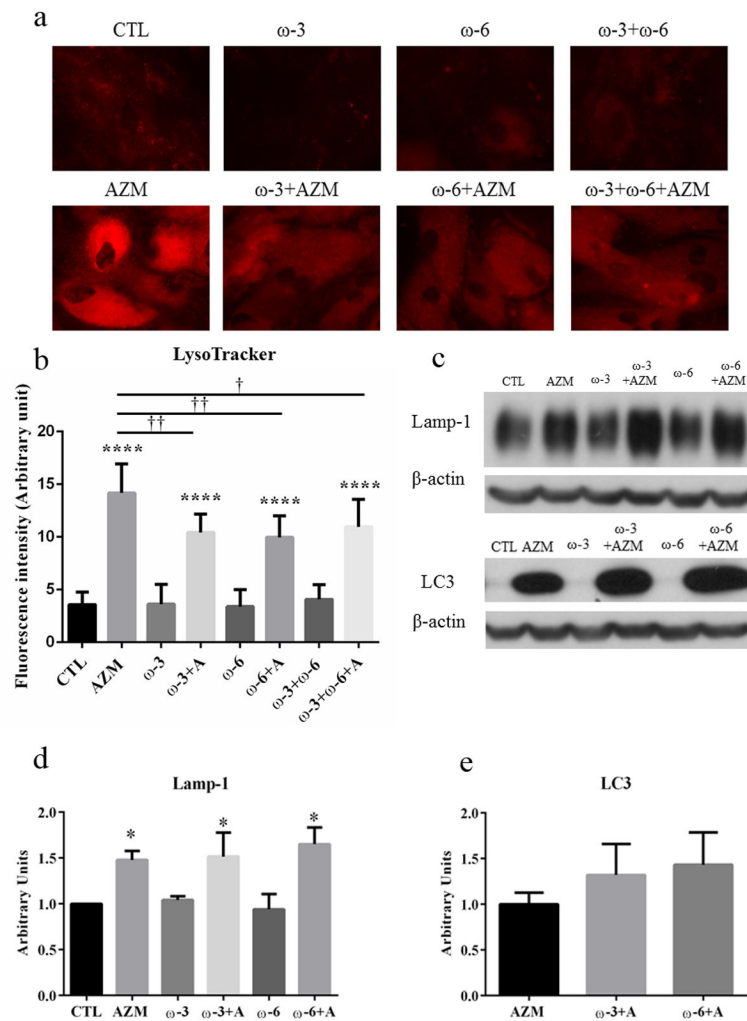 a
CTL ω-3 ω-6 ω-3+ω-6
AZM ω-3+AZM ω-6+AZM ω-3+ω-6+AZM
b
LysoTracker
Fluorescence intensity (Arbitrary unit)
†
††
††
**** **** **** ****
20
15
10
5
0
CTL AZM ω-3 ω-3+A ω-6 ω-6+A ω-3+ω-6 ω-3+ω-6+A
c
CTL AZM ω-3 ω-3 +AZM ω-6 ω-6 +AZM
Lamp-1
β-actin
CTL AZM ω-3 ω-3 +AZM ω-6 ω-6 +AZM
LC3
β-actin
d
Lamp-1
Arbitrary Units
* * *
2.0
1.5
1.0
0.5
0.0
CTL AZM ω-3 ω-3+A ω-6 ω-6+A
e
LC3
Arbitrary Units
2.0
1.5
1.0
0.5
0.0
AZM ω-3+A ω-6+A